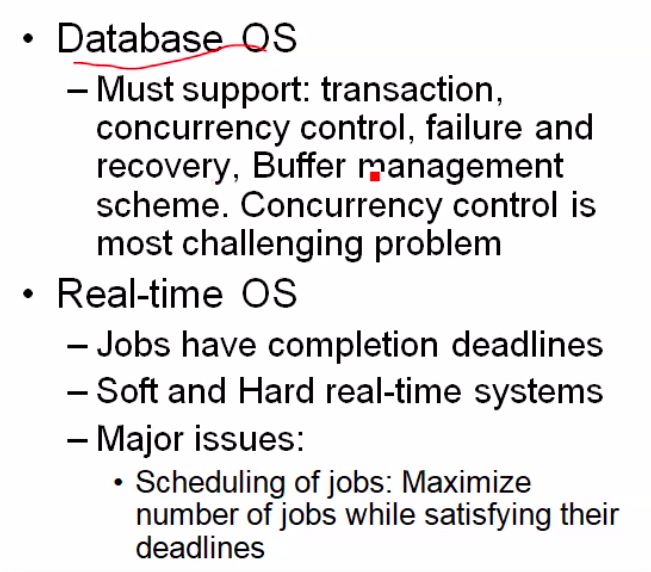 • Database OS
– Must support: transaction,
concurrency control, failure and
recovery, Buffer management
scheme. Concurrency control is
most challenging problem
• Real-time OS
– Jobs have completion deadlines
– Soft and Hard real-time systems
– Major issues:
• Scheduling of jobs: Maximize
number of jobs while satisfying their
deadlines